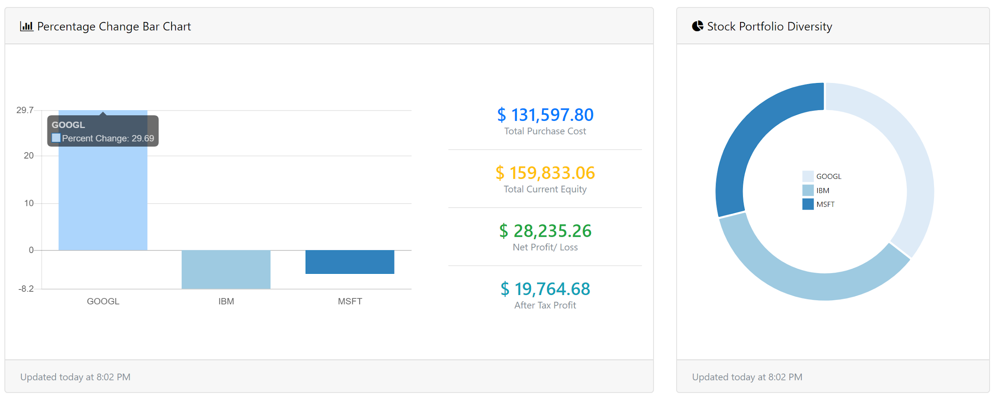 Percentage Change Bar Chart
29.7
GOOGL
Percent Change: 29.69
20
10
0
-8.2
GOOGL IBM MSFT
$ 131,597.80
Total Purchase Cost
$ 159,833.06
Total Current Equity
$ 28,235.26
Net Profit/ Loss
$ 19,764.68
After Tax Profit
Updated today at 8:02 PM
Stock Portfolio Diversity
GOOGL
IBM
MSFT
Updated today at 8:02 PM